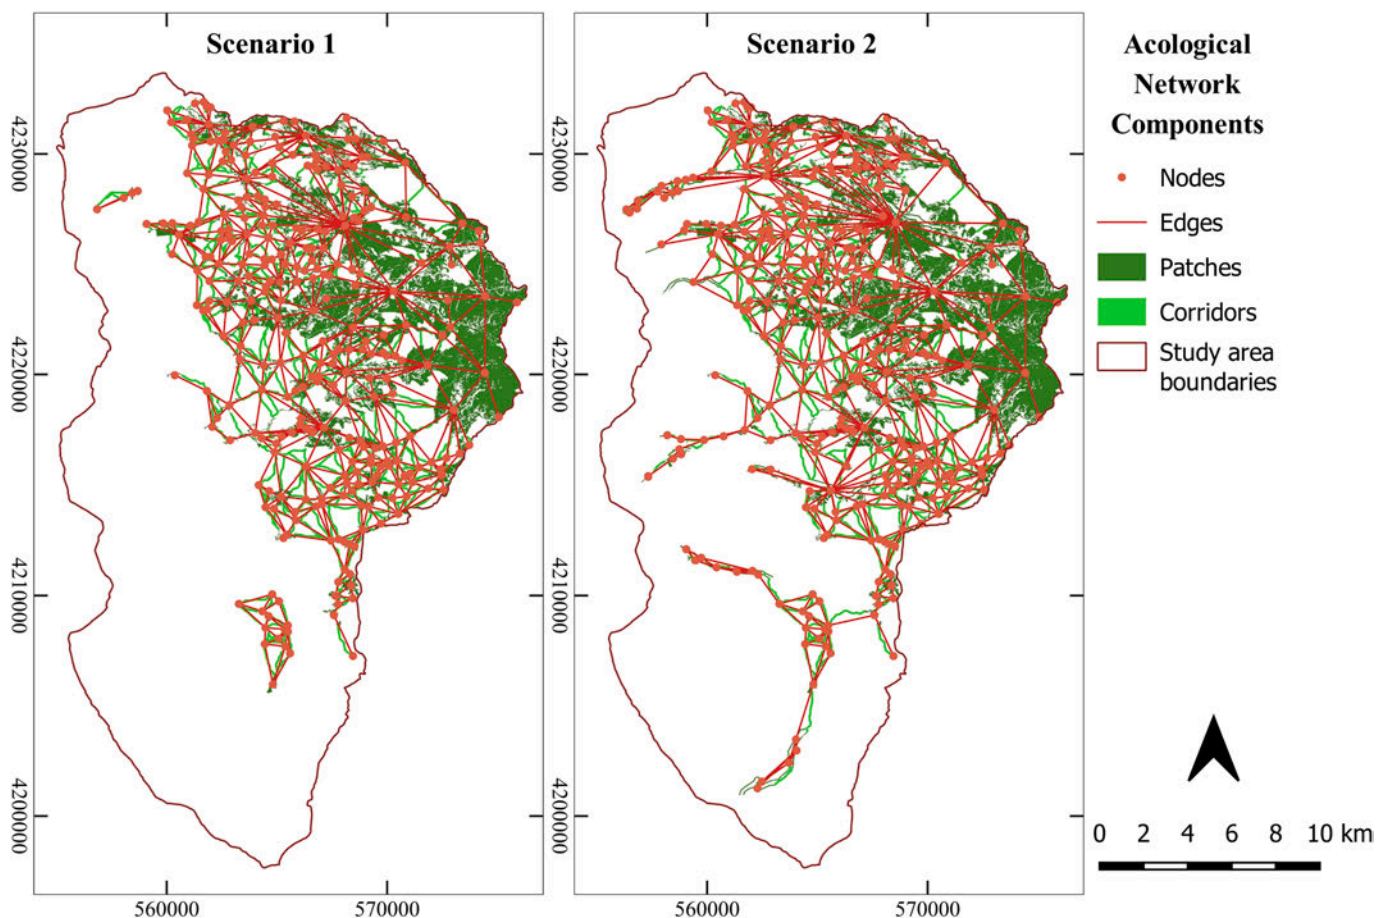 Scenario 1
Scenario 2
4230000
4220000
4210000
4200000
4230000
4220000
4210000
4200000
560000
570000
560000
570000
Acological
Network
Components
Nodes
Edges
Patches
Corridors
Study area
boundaries
0 2 4 6 8 10 km